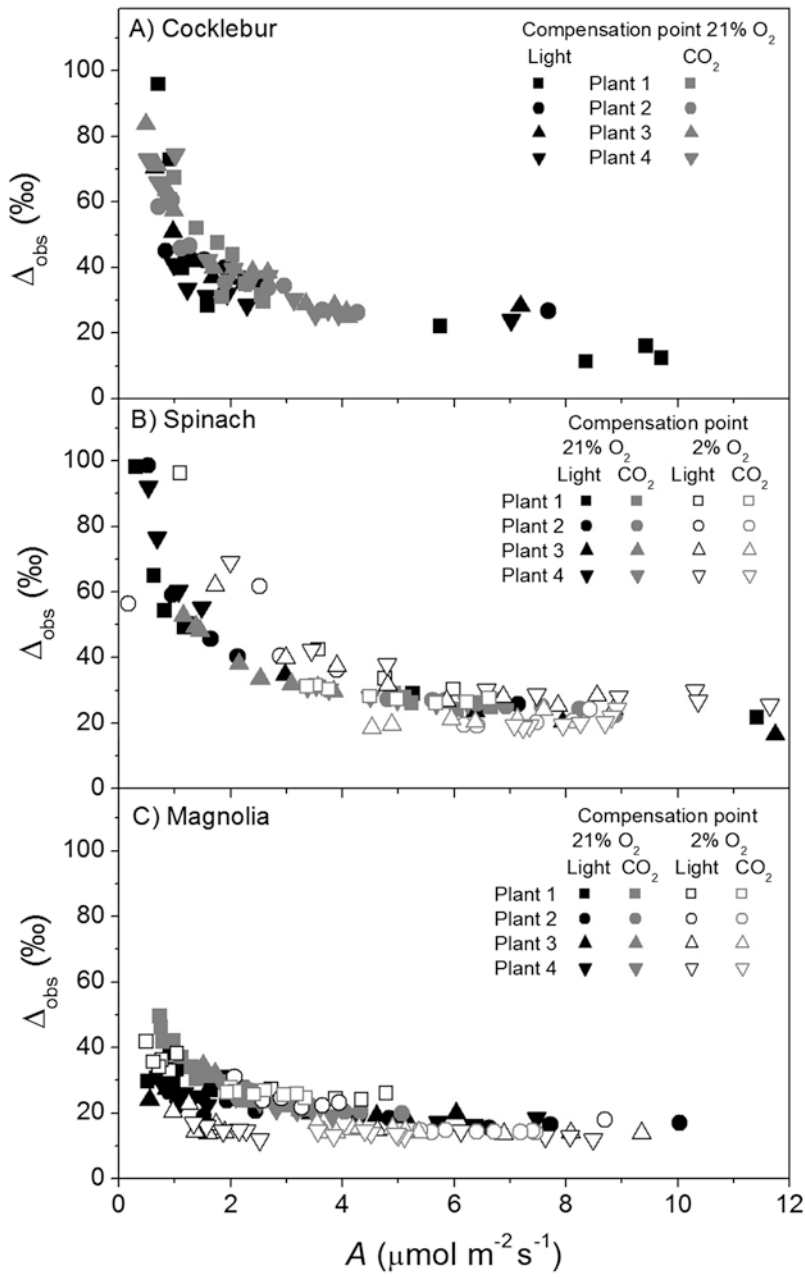 A) Cocklebur
Compensation point 21% O₂
Light CO₂
Plant 1
Plant 2
Plant 3
Plant 4
100
80
60
40
20
0
Δobs (‰)
B) Spinach
Compensation point
21% O₂ 2% O₂
Light CO₂ Light CO₂
Plant 1
Plant 2
Plant 3
Plant 4
100
80
60
40
20
0
Δobs (‰)
C) Magnolia
Compensation point
21% O₂ 2% O₂
Light CO₂ Light CO₂
Plant 1
Plant 2
Plant 3
Plant 4
100
80
60
40
20
0
Δobs (‰)
0 2 4 6 8 10 12
A (μmol m⁻² s⁻¹)